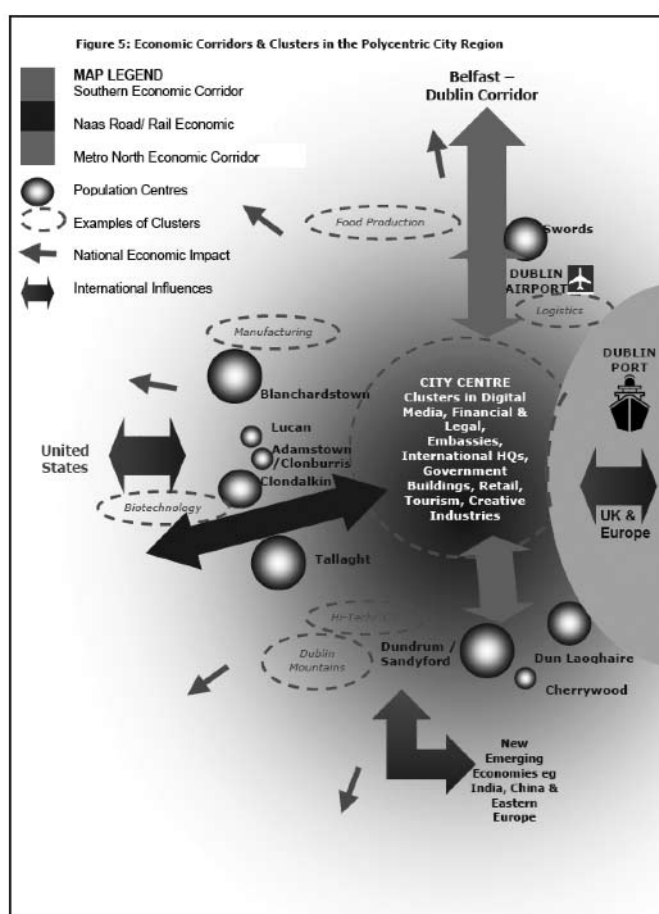 Figure 5: Economic Corridors & Clusters in the Polycentric City Region
MAP LEGEND
Southern Economic Corridor
Naas Road/ Rail Economic
Metro North Economic Corridor
Population Centres
Examples of Clusters
National Economic Impact
International Influences
Belfast –
Dublin Corridor
Food Production
Swords
DUBLIN
AIRPORT
Logistics
Manufacturing
DUBLIN
PORT
Blanchardstown
CITY CENTRE
Clusters in Digital
Media, Financial &
Legal,
Embassies,
International HQs,
Government
Buildings, Retail,
Tourism, Creative
Industries
Lucan
Adamstown
/Clonburris
United
States
Clondalkin
Biotechnology
UK &
Europe
Tallaght
Dublin
Mountains
Dundrum /
Sandyford
Dun Laoghaire
Cherrywood
New
Emerging
Economies eg
India, China &
Eastern
Europe